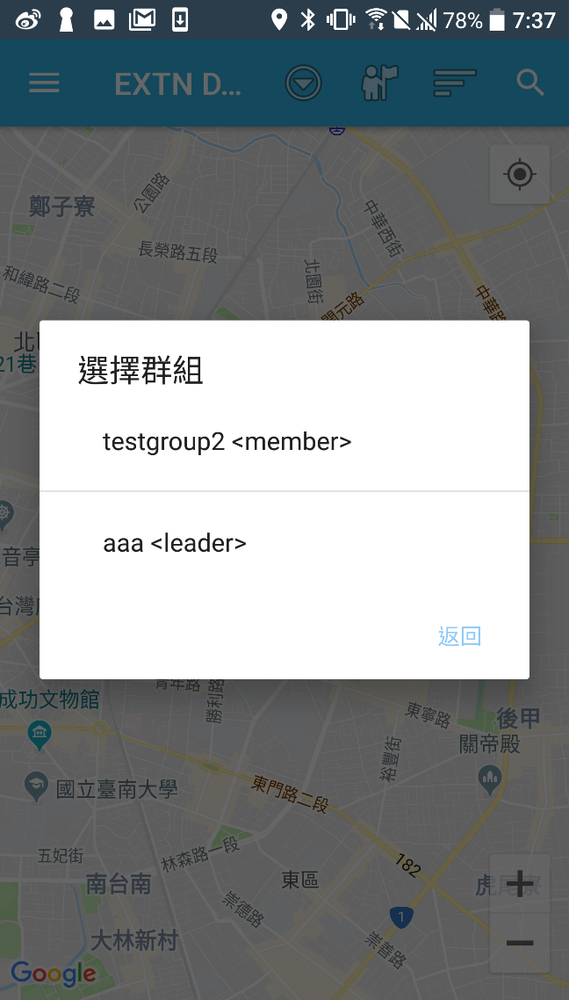 78% 7:37
EXTN D...
鄭子寮
公園路
中華西街
長榮路五段
和緯路二段
北園街
開元路
中華路
21巷
選擇群組
testgroup2 <member>
aaa <leader>
返回
音亭
台灣
成功文物館
青年路
勝利路
東寧路
後甲
關帝殿
裕豐街
國立臺南大學
東門路二段
五妃街
林森路一段
182
南台南
東區
虎尾寮
崇德路
1
大林新村
崇善路
Google